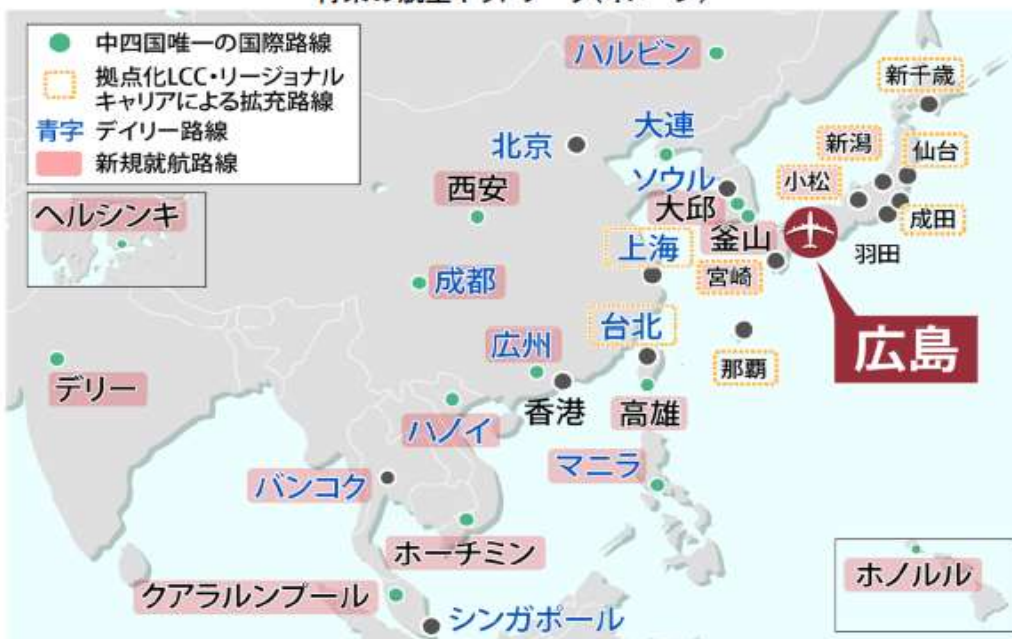 中四国唯一の国際路線
拠点化LCC・リージョナル
キャリアによる拡充路線
青字 デイリー路線
新規就航路線
ハルビン
新千歳
北京
大連
新潟
仙台
西安
ソウル
小松
大邱
成田
ヘルシンキ
釜山
羽田
上海
宮崎
成都
台北
広島
広州
那覇
デリー
香港
高雄
ハノイ
マニラ
バンコク
ホーチミン
ホノルル
クアラルンプール
シンガポール